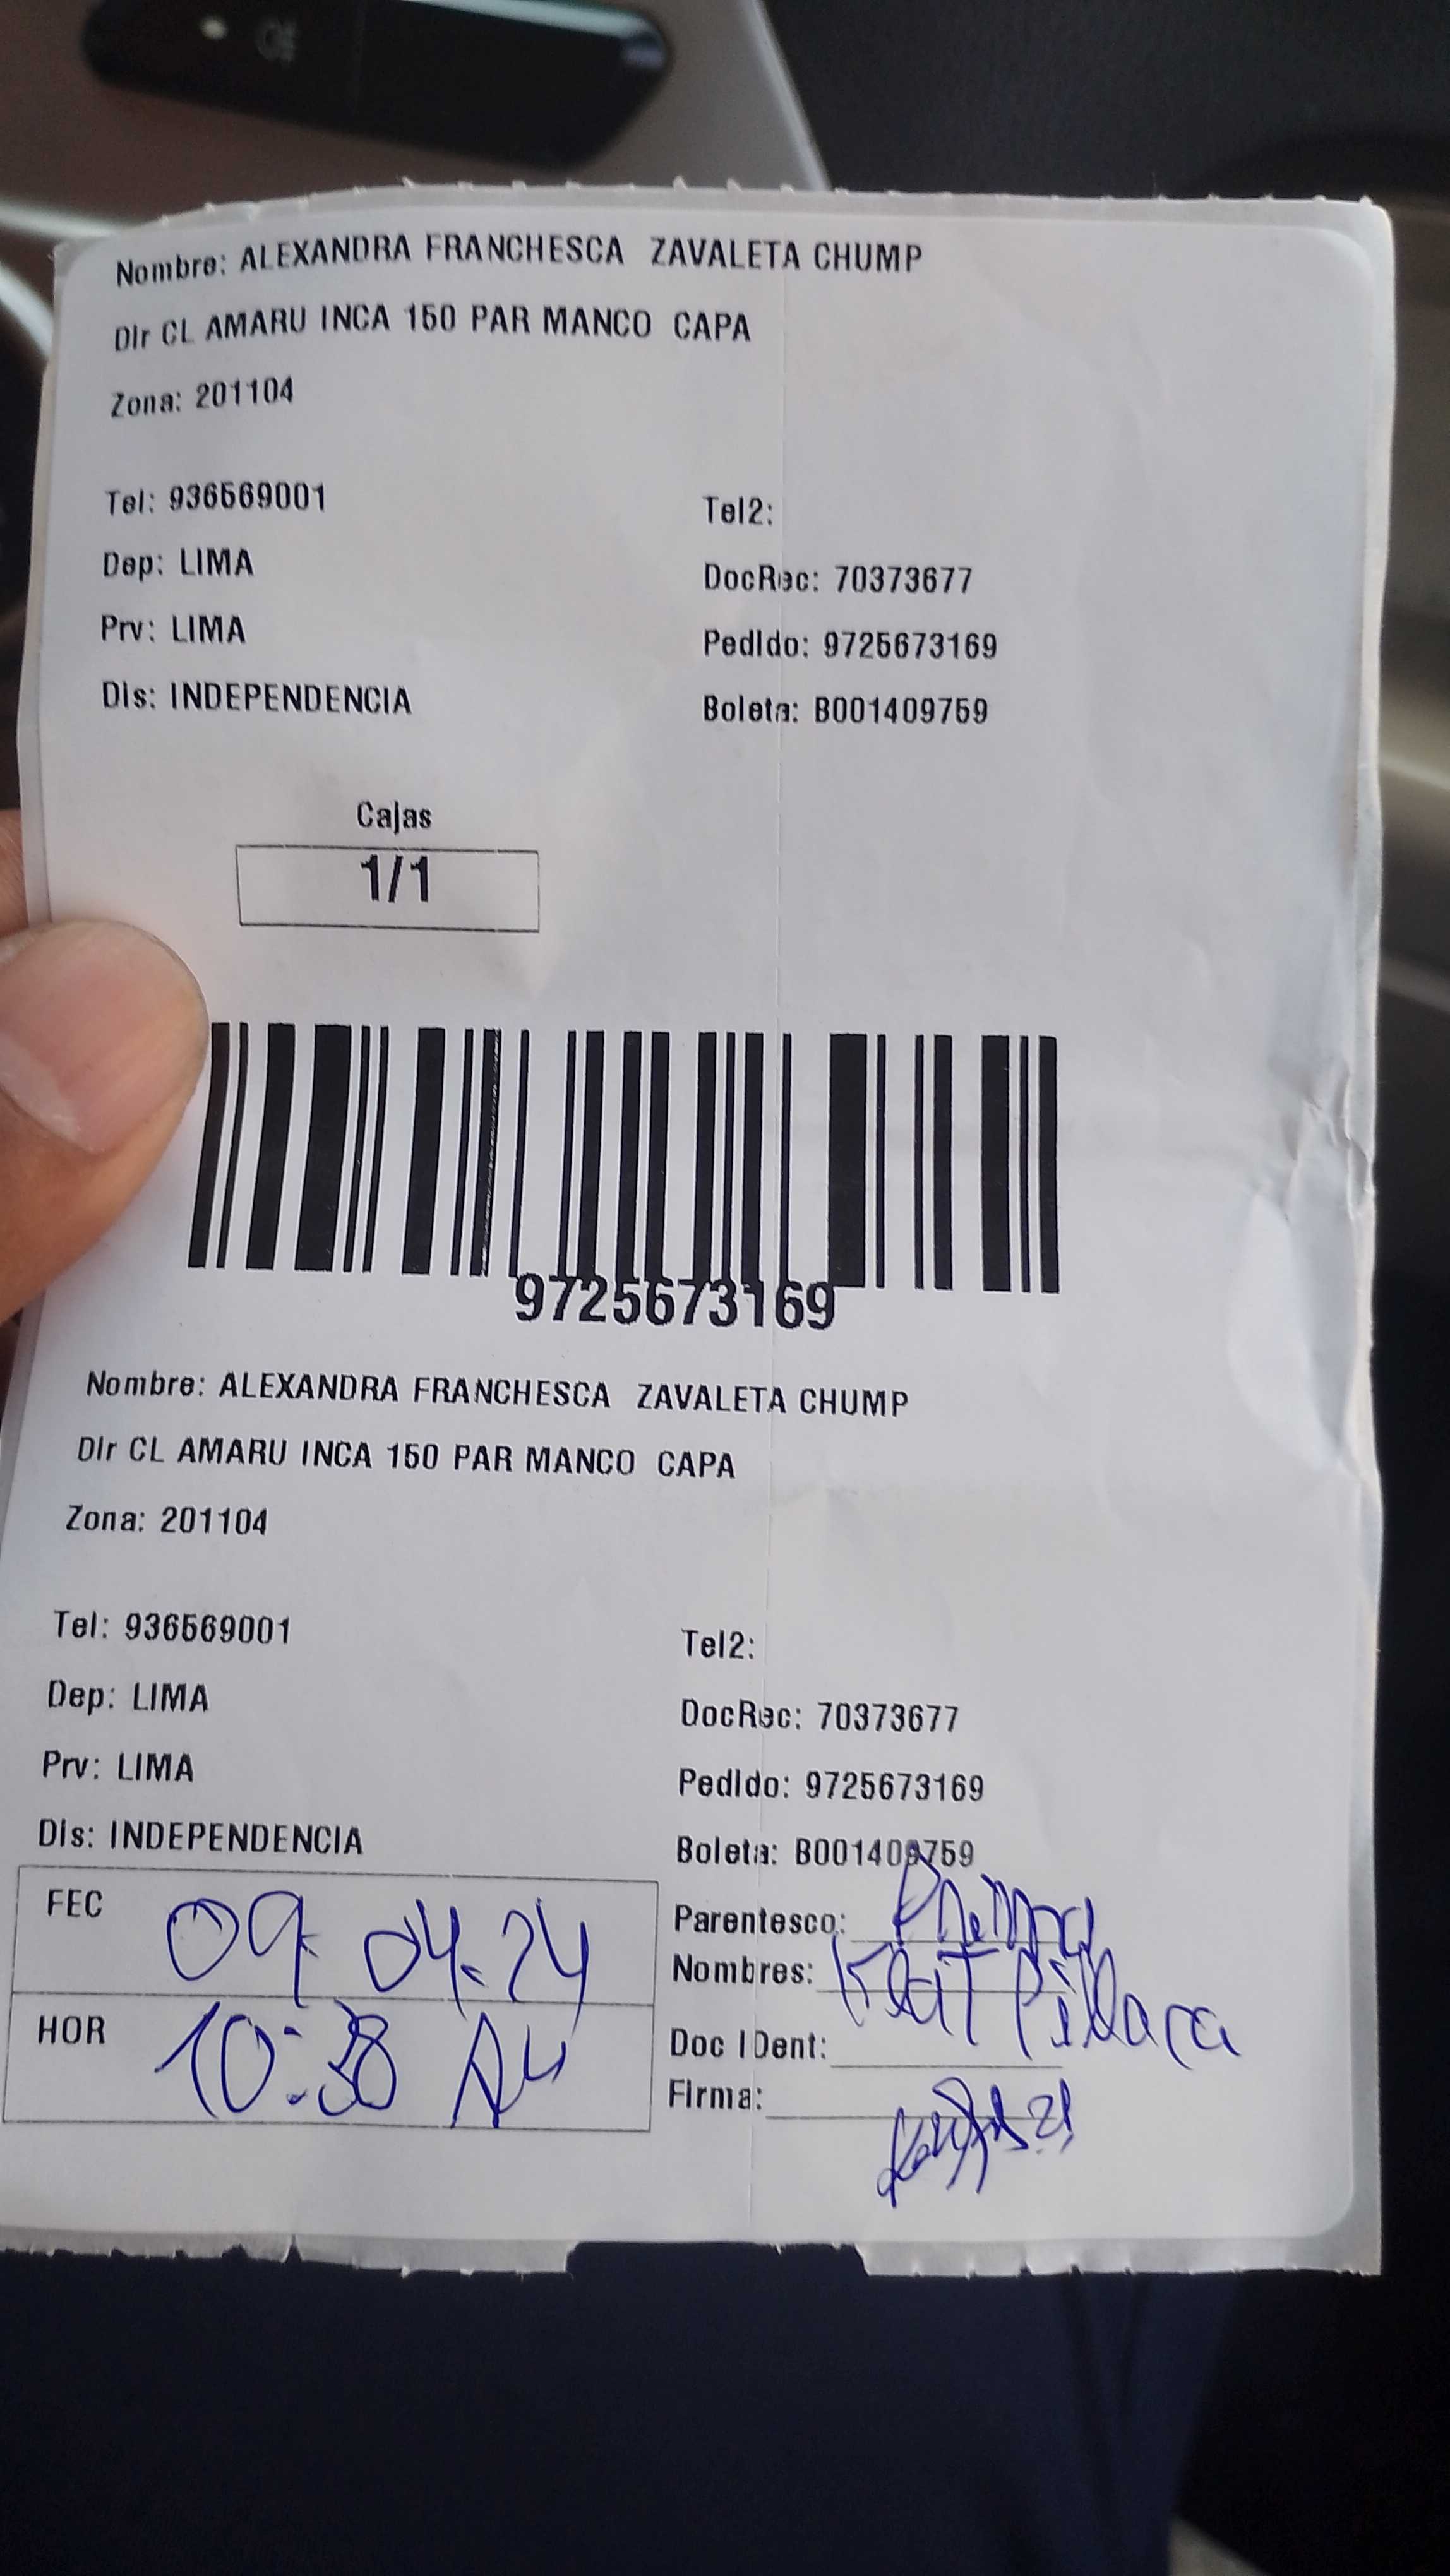 Nombre: ALEXANDRA FRANCHESCA ZAVALETA CHUMP
Dir CL AMARU INCA 150 PAR MANCO CAPA
Zona: 201104
Tel: 936569001
Tel2:
Dep: LIMA
DocRec: 70373677
Prv: LIMA
Pedido: 9725673169
Dis: INDEPENDENCIA
Boleta: B001409759
Cajas
1/1
9725673169
Nombre: ALEXANDRA FRANCHESCA ZAVALETA CHUMP
Dir CL AMARU INCA 150 PAR MANCO CAPA
Zona: 201104
Tel: 936569001
Tel2:
Dep: LIMA
DocRec: 70373677
Prv: LIMA
Pedido: 9725673169
Dis: INDEPENDENCIA
Boleta: B001409759
FEC 09. 04. 24
Parentesco:
Nombres: Pillaca
HOR 10:38 AM
Doc IDent:
Firma: